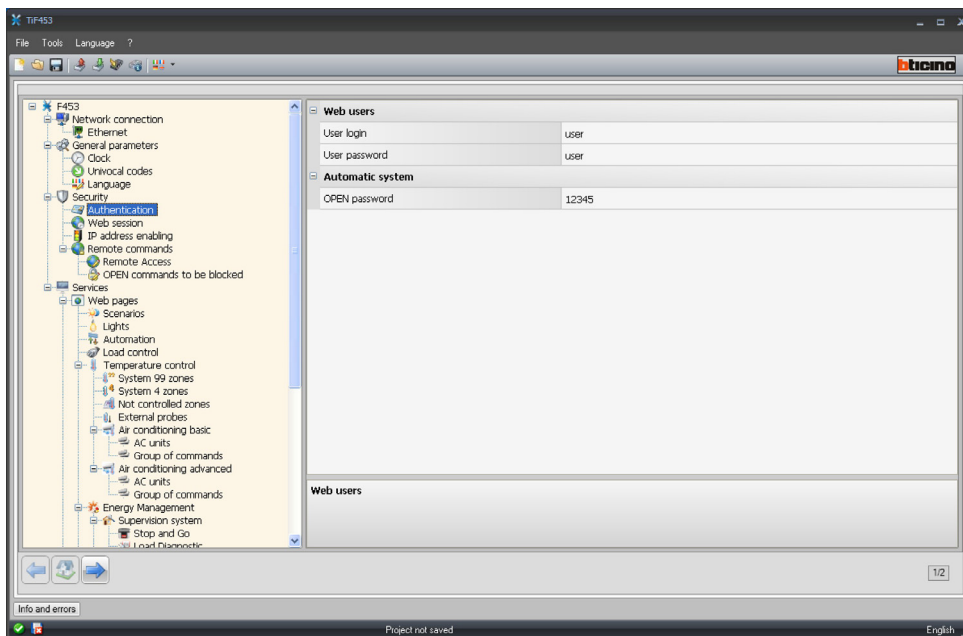 TiF453
File Tools Language ?
bticino
F453
Network connection
Ethernet
General parameters
Clock
Univocal codes
Language
Security
Authentication
Web session
IP address enabling
Remote commands
Remote Access
OPEN commands to be blocked
Services
Web pages
Scenarios
Lights
Automation
Load control
Temperature control
System 99 zones
System 4 zones
Not controlled zones
External probes
Air conditioning basic
AC units
Group of commands
Air conditioning advanced
AC units
Group of commands
Energy Management
Supervision system
Stop and Go
Load Diagnostic
Web users
User login user
User password user
Automatic system
OPEN password 12345
Web users
1/2
Info and errors
Project not saved English